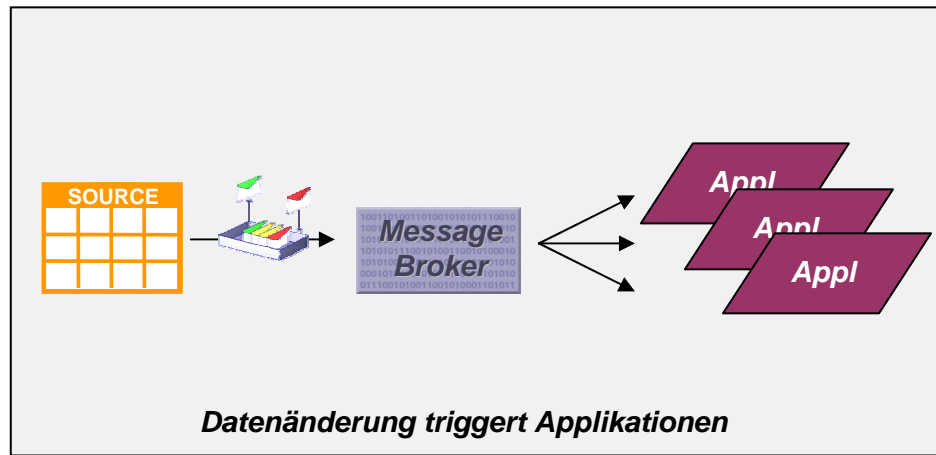 SOURCE
Message
Broker
Appl
Appl
Appl
Datenänderung triggert Applikationen